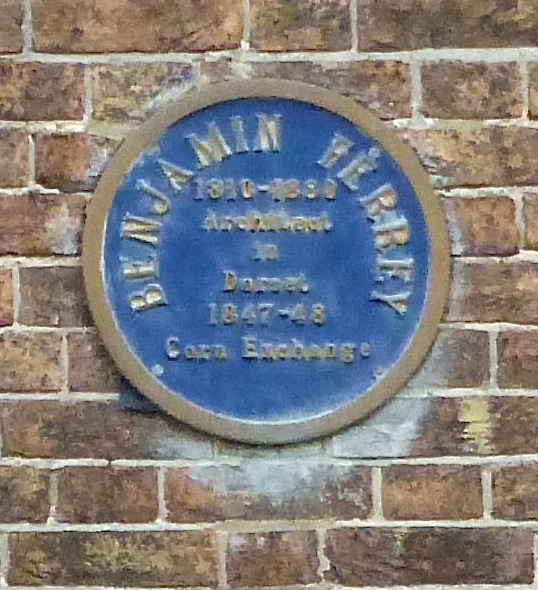 BENJAMIN FERREY
1810-1880
Architect
in
Dorset
1847-48
Corn Exchange